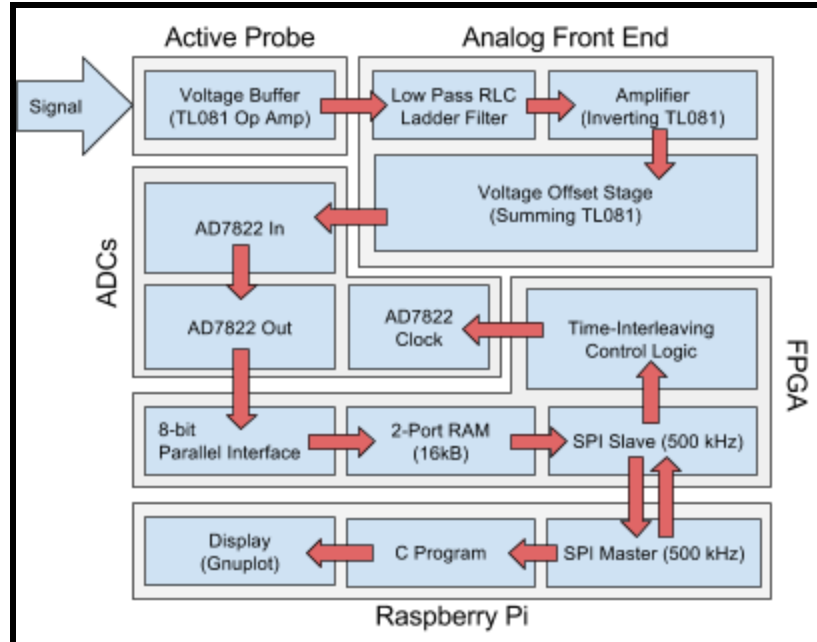 Active Probe
Analog Front End
Signal
Voltage Buffer
(TL081 Op Amp)
Low Pass RLC
Ladder Filter
Amplifier
(Inverting TL081)
Voltage Offset Stage
(Summing TL081)
ADCs
AD7822 In
AD7822 Out
AD7822
Clock
Time-Interleaving
Control Logic
FPGA
8-bit
Parallel Interface
2-Port RAM
(16kB)
SPI Slave (500 kHz)
Display
(Gnuplot)
C Program
SPI Master (500 kHz)
Raspberry Pi